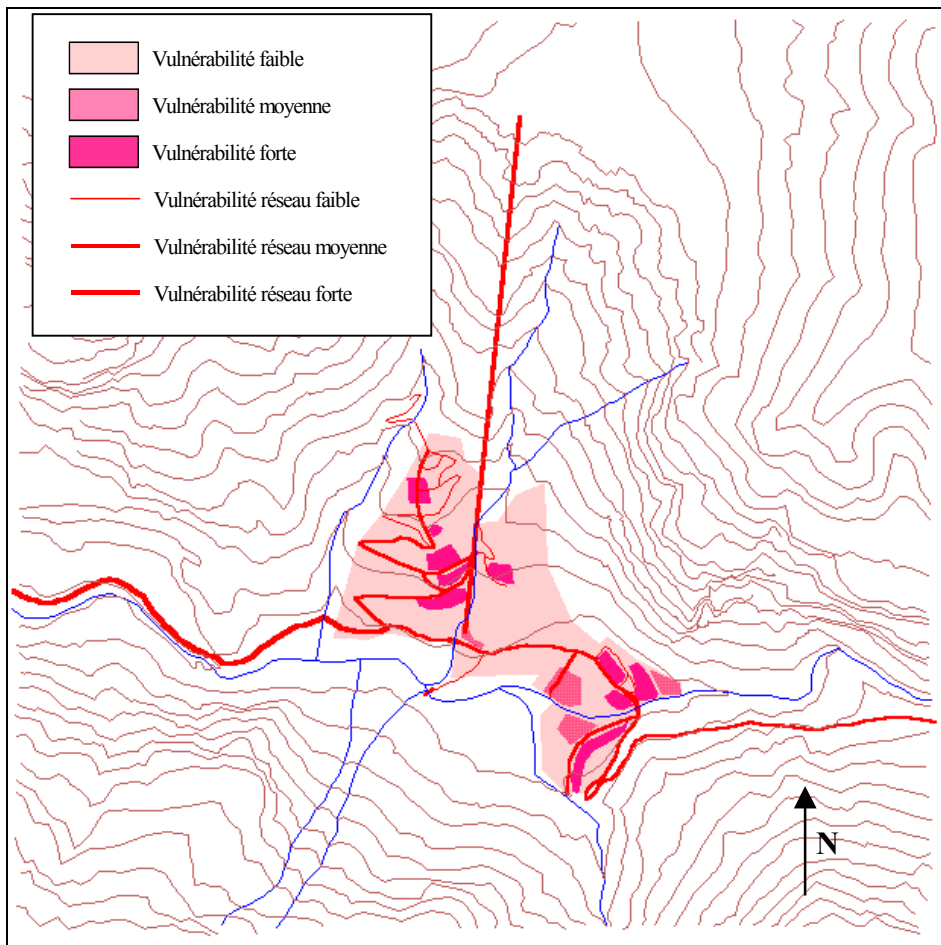 Vulnérabilité faible
Vulnérabilité moyenne
Vulnérabilité forte
Vulnérabilité réseau faible
Vulnérabilité réseau moyenne
Vulnérabilité réseau forte
N